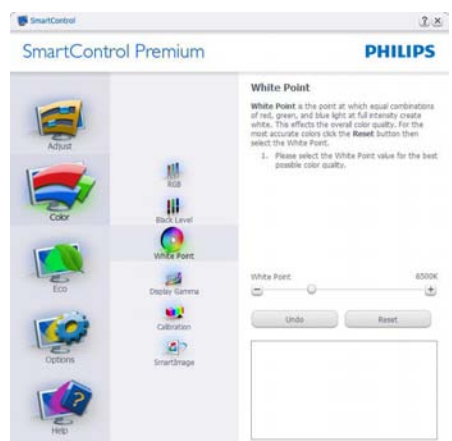 SmartControl
SmartControl Premium
PHILIPS
Adjust
Color
Eco
Options
Help
RGB
Black Level
White Point
Display Gamma
Calibration
SmartImage
White Point
White Point is the point at which equal combinations
of red, green, and blue light at full intensity create
white. This effects the overall color quality. For the
most accurate colors click the Reset button then
select the White Point.
1. Please select the White Point value for the best
possible color quality.
White Point 6500K
Undo Reset